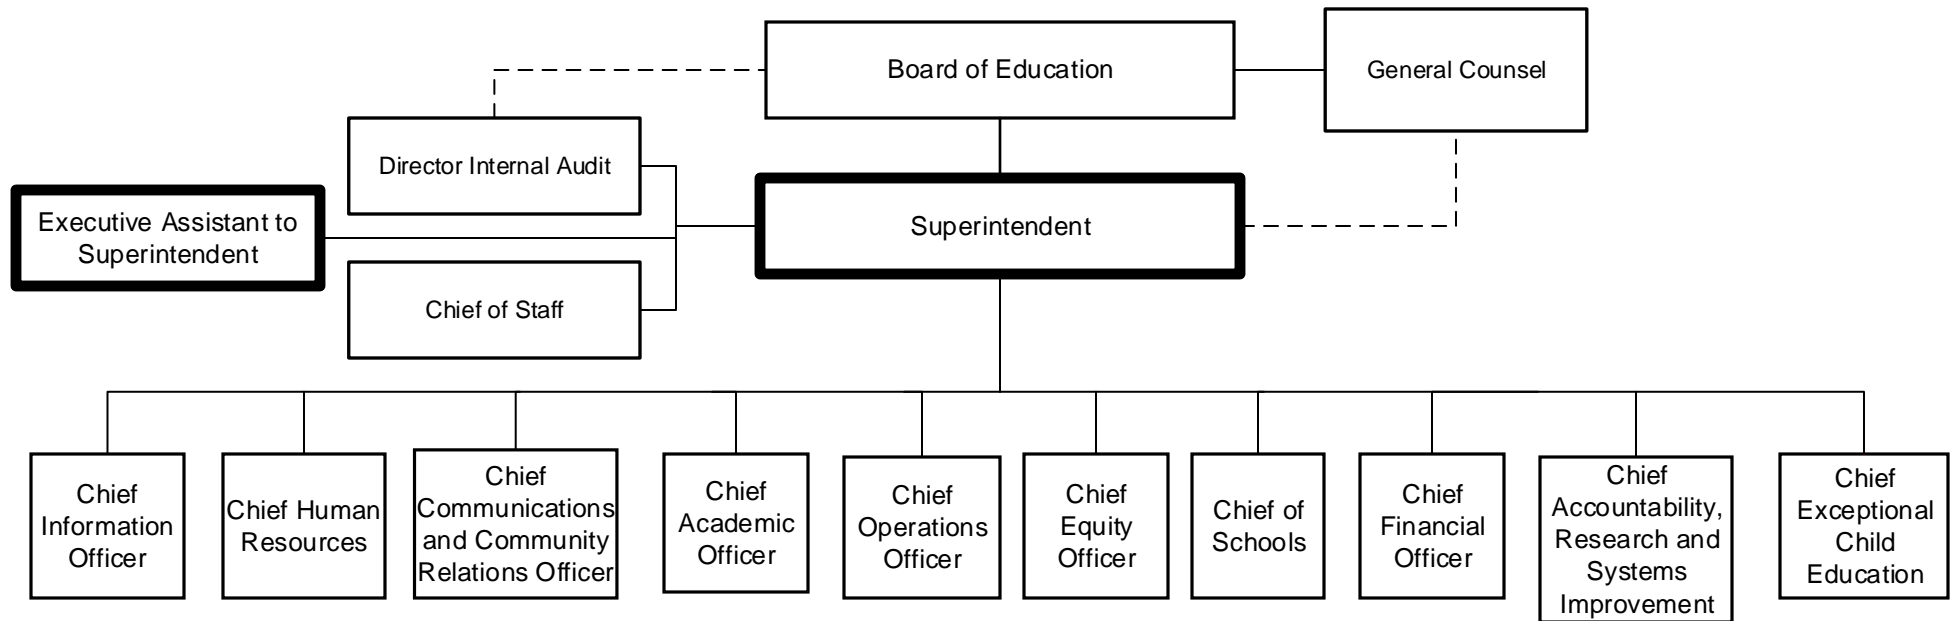 Board of Education
General Counsel
Director Internal Audit
Executive Assistant to
Superintendent
Superintendent
Chief of Staff
Chief
Information
Officer
Chief Human
Resources
Chief
Communications
and Community
Relations Officer
Chief
Academic
Officer
Chief
Operations
Officer
Chief
Equity
Officer
Chief of
Schools
Chief
Financial
Officer
Chief
Accountability,
Research and
Systems
Improvement
Chief
Exceptional
Child
Education